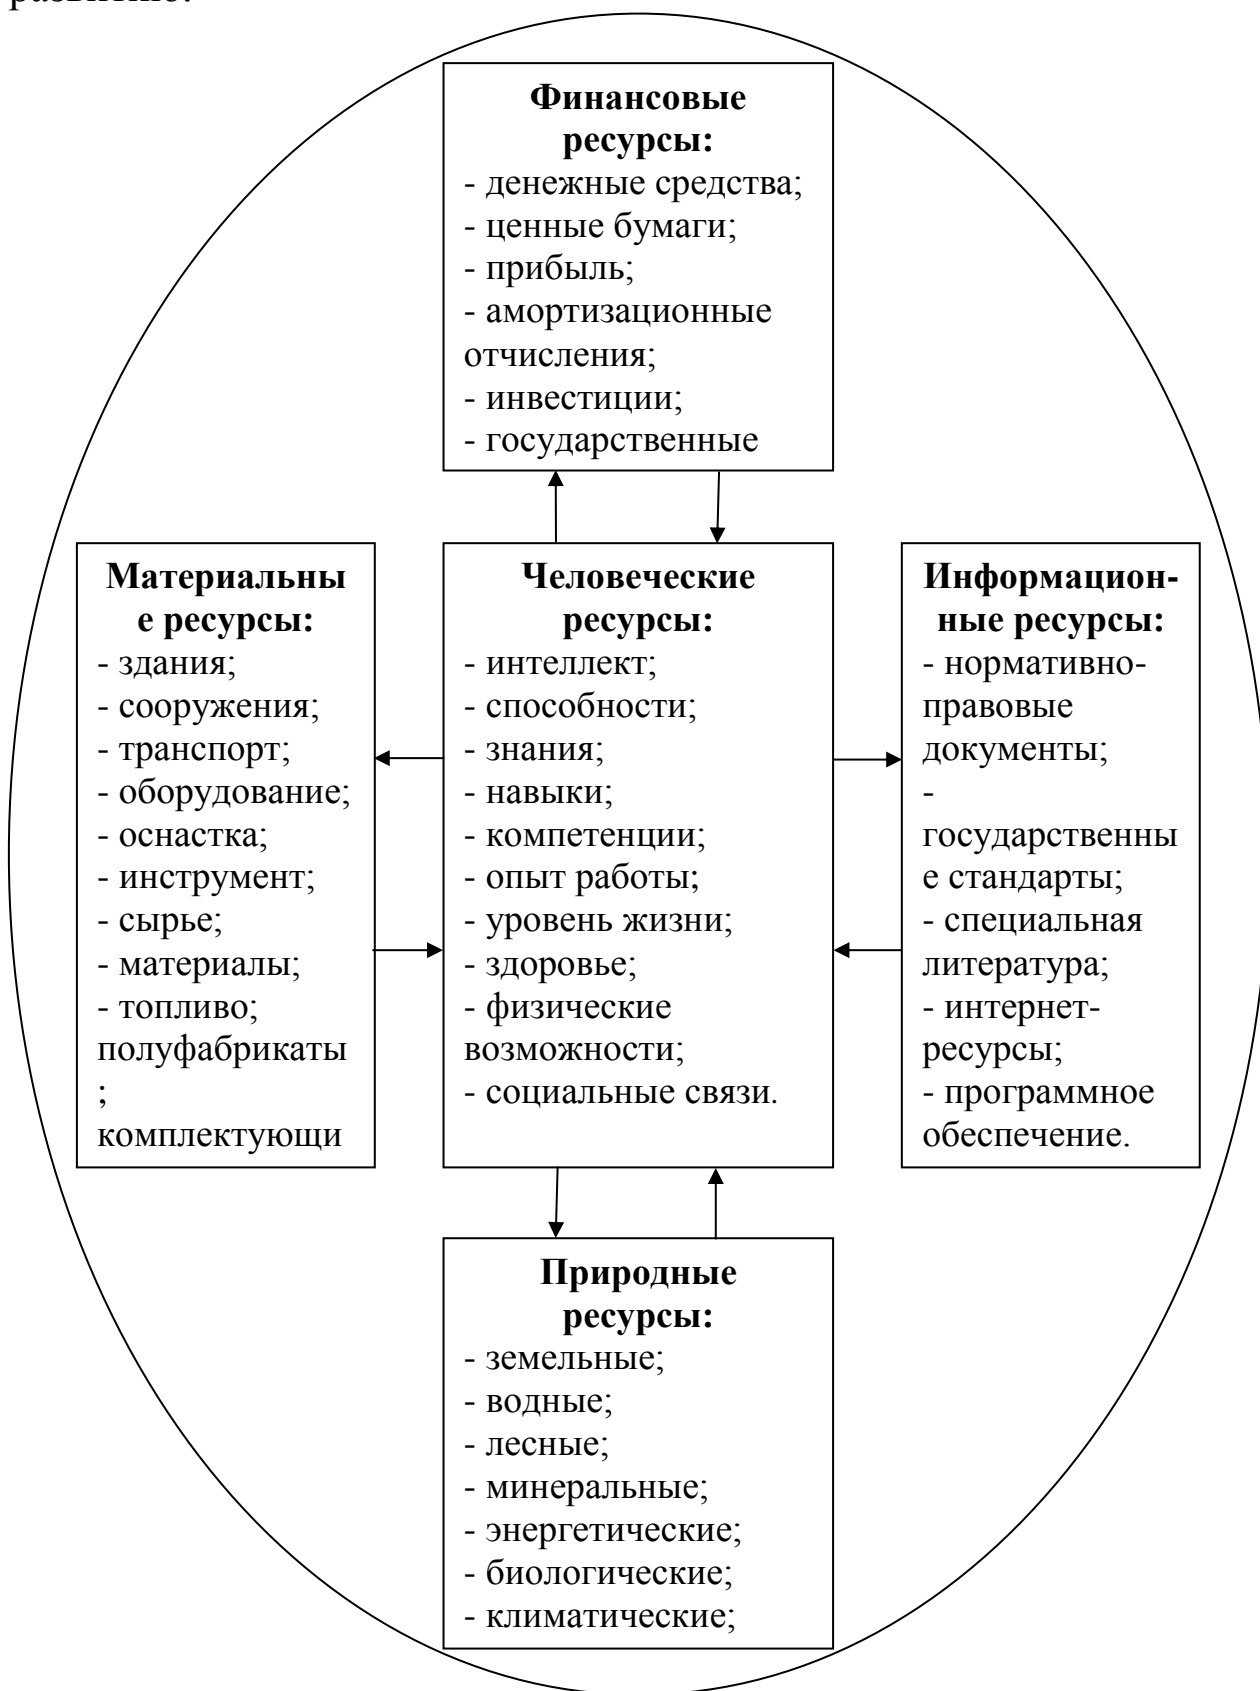 Финансовые
ресурсы:
- денежные средства;
- ценные бумаги;
- прибыль;
- амортизационные
отчисления;
- инвестиции;
- государственные
Материальны
е ресурсы:
- здания;
- сооружения;
- транспорт;
- оборудование;
- оснастка;
- инструмент;
- сырье;
- материалы;
- топливо;
полуфабрикаты
;
комплектующи
Человеческие
ресурсы:
- интеллект;
- способности;
- знания;
- навыки;
- компетенции;
- опыт работы;
- уровень жизни;
- здоровье;
- физические
возможности;
- социальные связи.
Информацион-
ные ресурсы:
- нормативно-
правовые
документы;
-
государственны
е стандарты;
- специальная
литература;
- интернет-
ресурсы;
- программное
обеспечение.
Природные
ресурсы:
- земельные;
- водные;
- лесные;
- минеральные;
- энергетические;
- биологические;
- климатические;